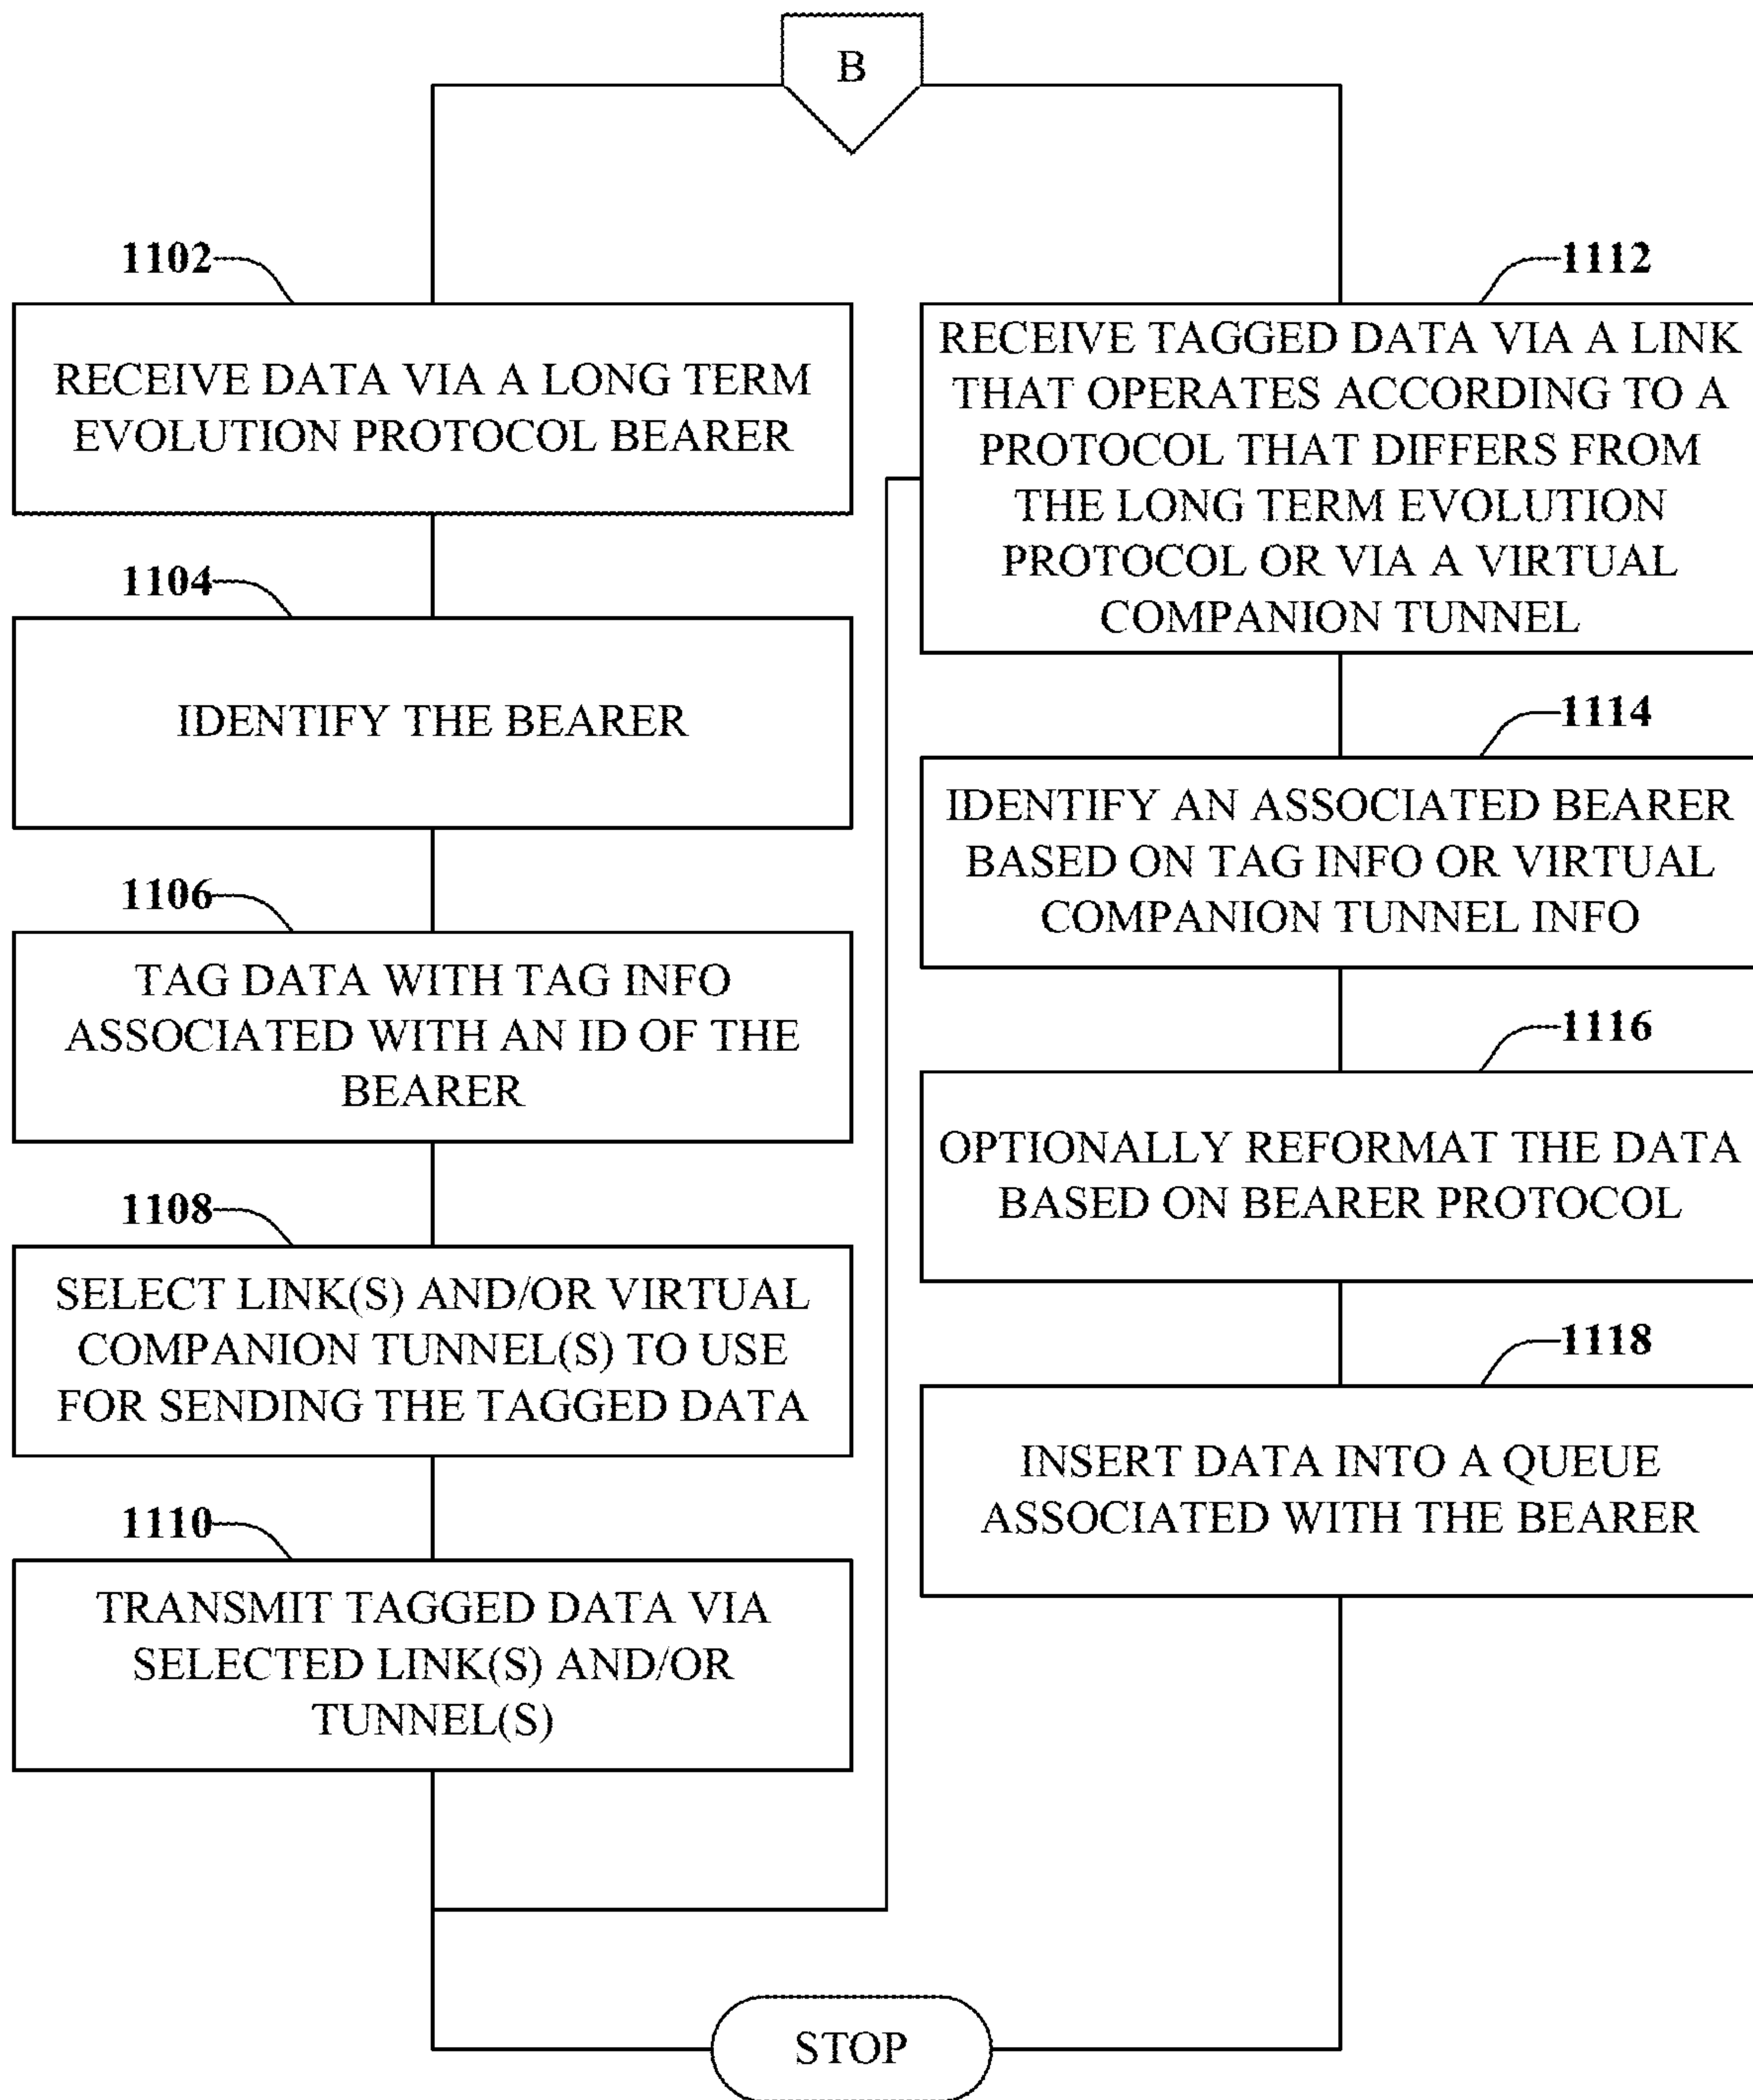 B
1102
RECEIVE DATA VIA A LONG TERM
EVOLUTION PROTOCOL BEARER
1104
IDENTIFY THE BEARER
1106
TAG DATA WITH TAG INFO
ASSOCIATED WITH AN ID OF THE
BEARER
1108
SELECT LINK(S) AND/OR VIRTUAL
COMPANION TUNNEL(S) TO USE
FOR SENDING THE TAGGED DATA
1110
TRANSMIT TAGGED DATA VIA
SELECTED LINK(S) AND/OR
TUNNEL(S)
1112
RECEIVE TAGGED DATA VIA A LINK
THAT OPERATES ACCORDING TO A
PROTOCOL THAT DIFFERS FROM
THE LONG TERM EVOLUTION
PROTOCOL OR VIA A VIRTUAL
COMPANION TUNNEL
1114
IDENTIFY AN ASSOCIATED BEARER
BASED ON TAG INFO OR VIRTUAL
COMPANION TUNNEL INFO
1116
OPTIONALLY REFORMAT THE DATA
BASED ON BEARER PROTOCOL
1118
INSERT DATA INTO A QUEUE
ASSOCIATED WITH THE BEARER
STOP